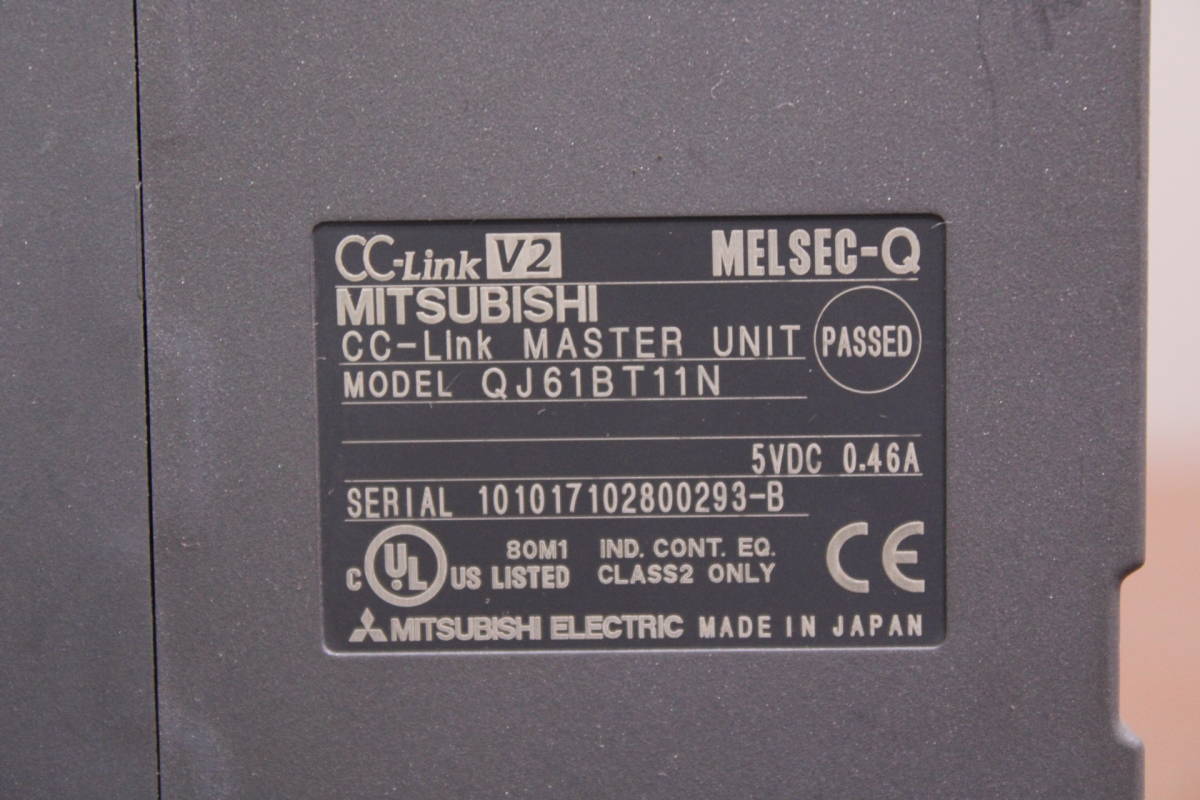 CC-Link V2 MELSEC-Q
MITSUBISHI
CC-Link MASTER UNIT PASSED
MODEL QJ61BT11N
5VDC 0.46A
SERIAL 101017102800293-B
C UL US LISTED 80M1 IND. CONT. EQ. CLASS2 ONLY CE
MITSUBISHI ELECTRIC MADE IN JAPAN